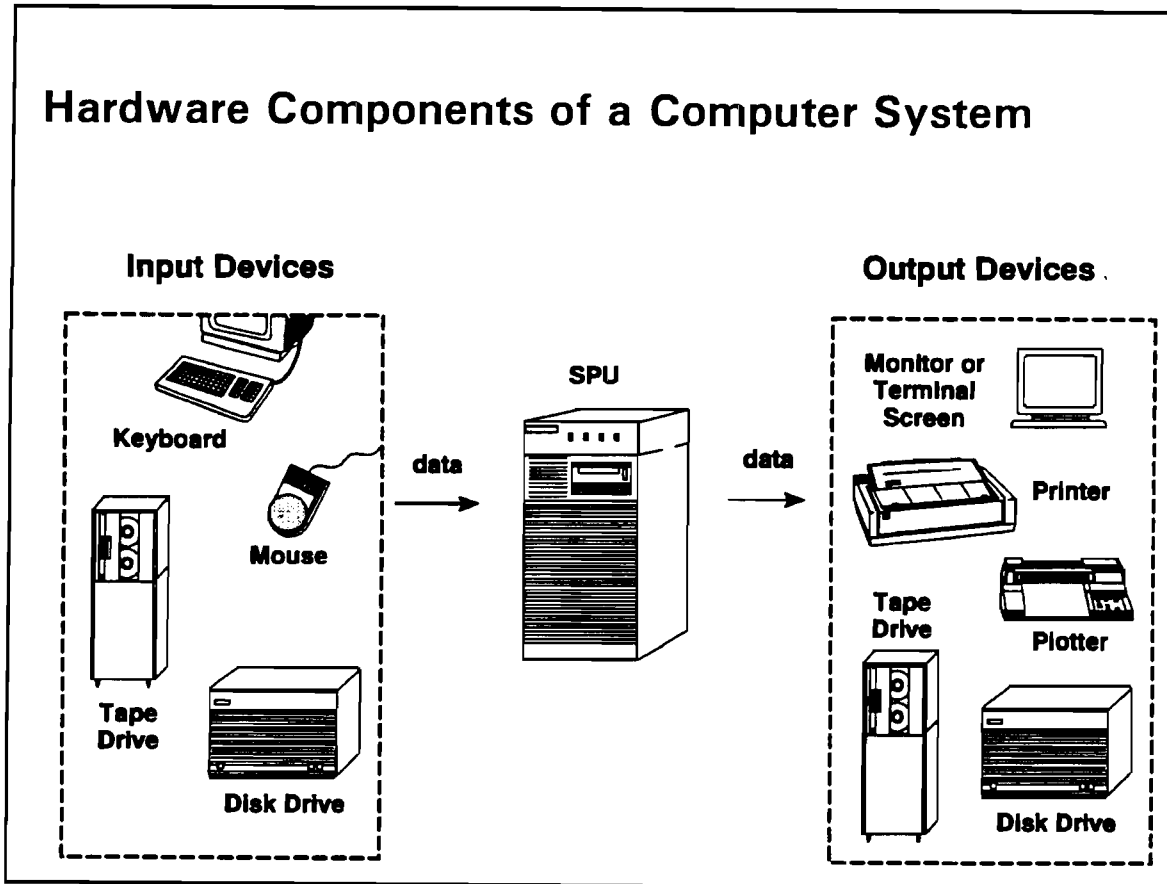 Hardware Components of a Computer System
Input Devices
Keyboard
Mouse
Tape
Drive
Disk Drive
data
SPU
data
Output Devices
Monitor or
Terminal
Screen
Printer
Plotter
Tape
Drive
Disk Drive